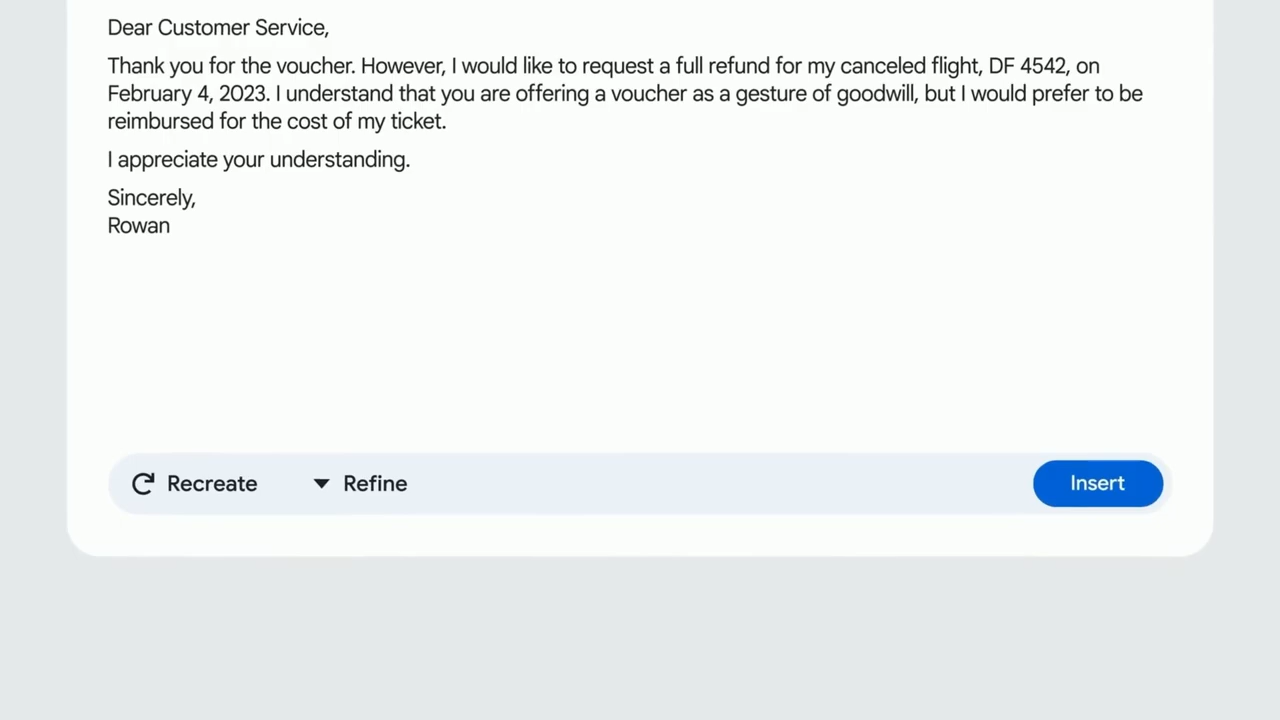 Dear Customer Service,
Thank you for the voucher. However, I would like to request a full refund for my canceled flight, DF 4542, on
February 4, 2023. I understand that you are offering a voucher as a gesture of goodwill, but I would prefer to be
reimbursed for the cost of my ticket.
I appreciate your understanding.
Sincerely,
Rowan
Recreate
Refine
Insert